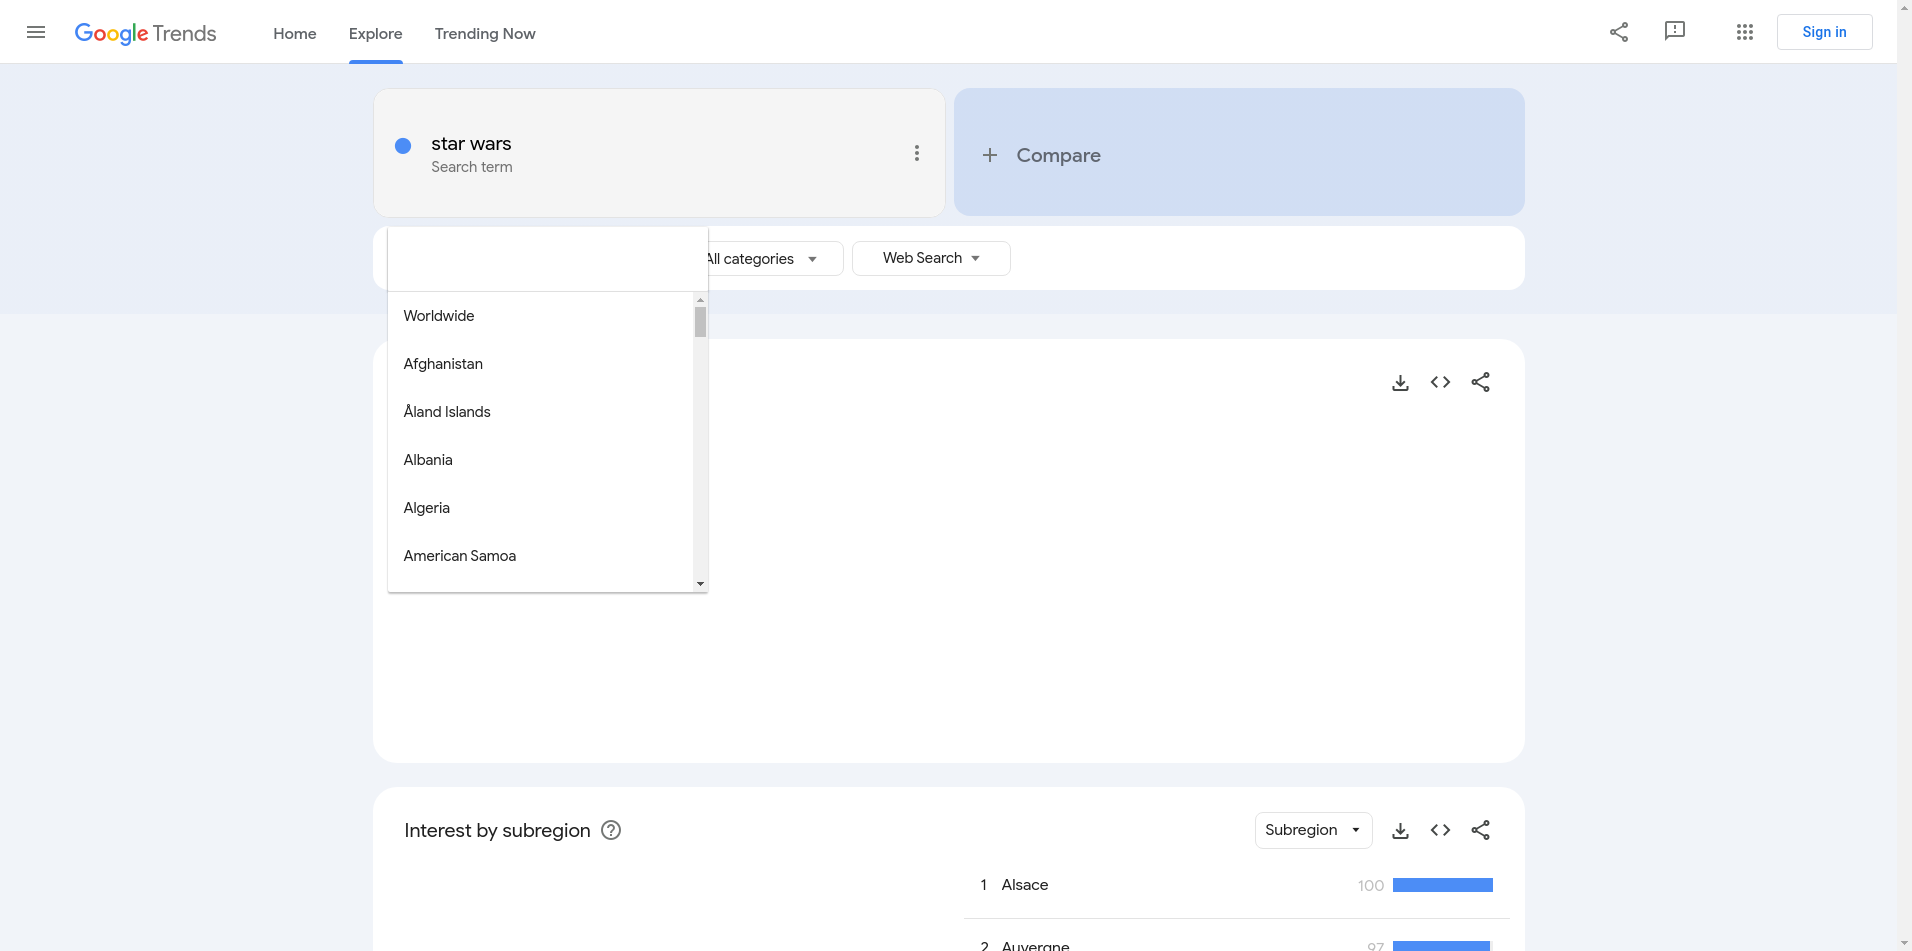 Google Trends
Home
Explore
Trending Now
Sign in
star wars
Search term
Compare
All categories
Web Search
Worldwide
Afghanistan
Åland Islands
Albania
Algeria
American Samoa
Interest by subregion
Subregion
1 Alsace 100
2 Auvergne 97